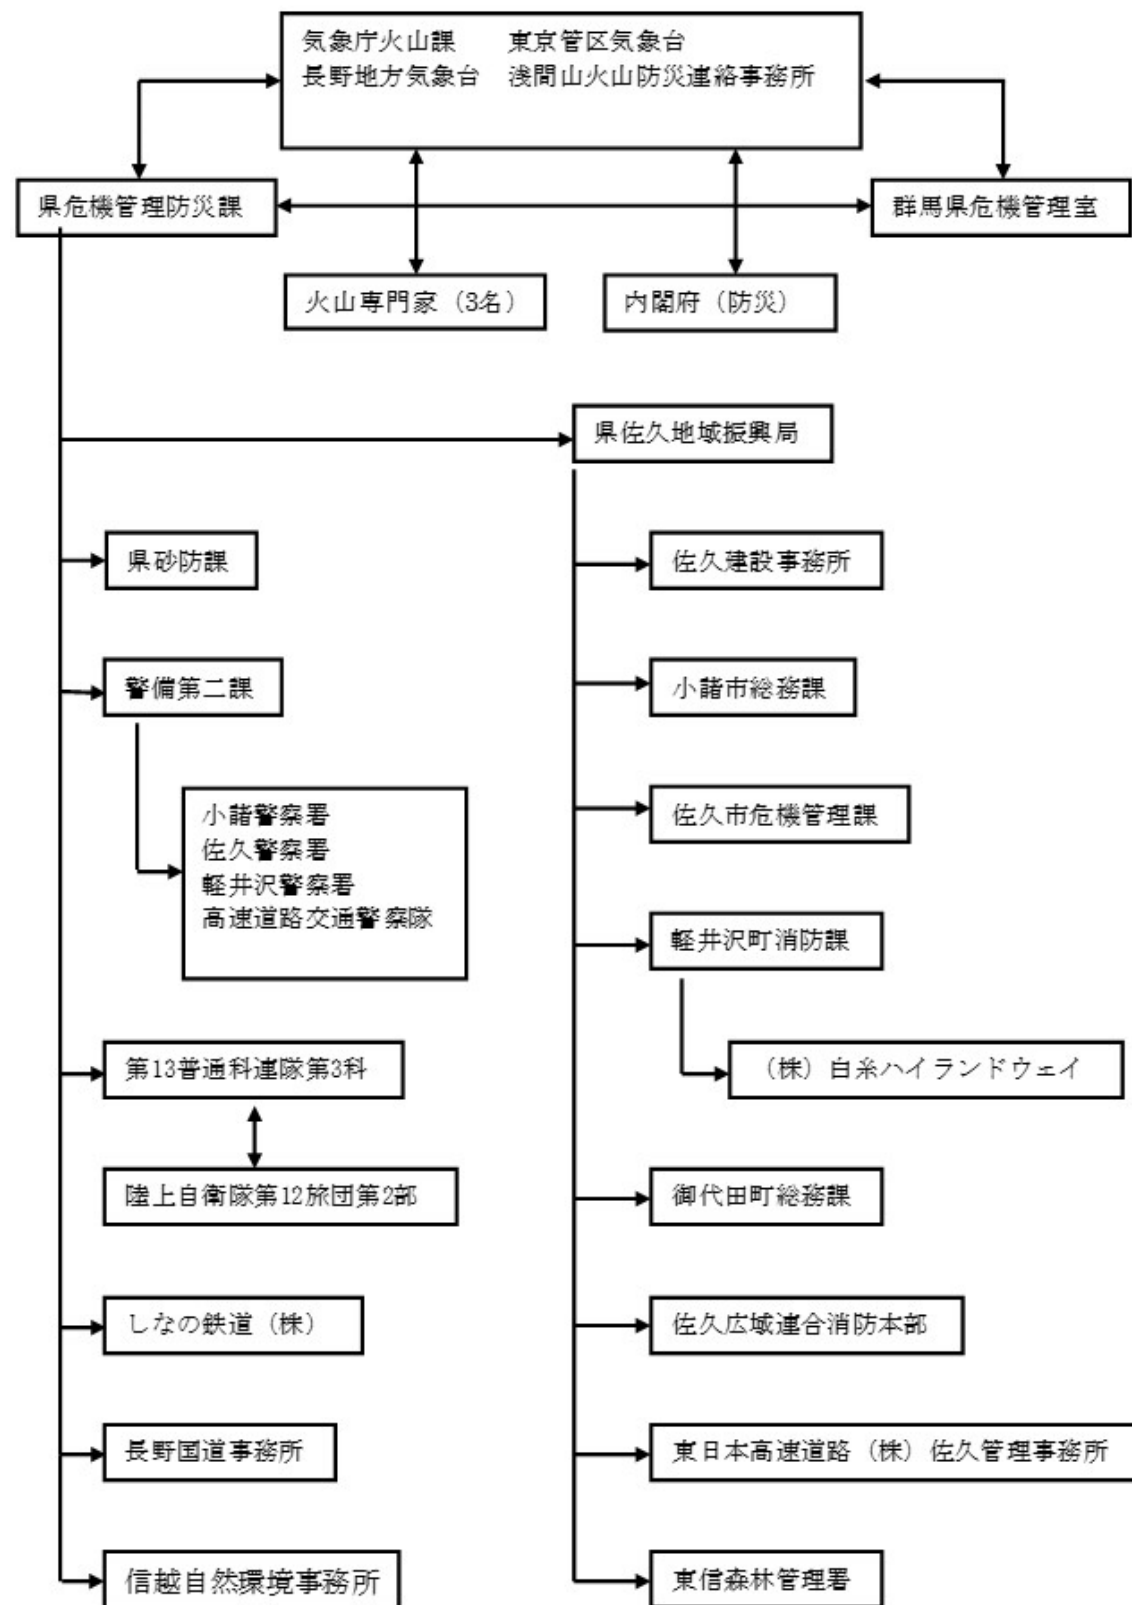 気象庁火山課　　東京管区気象台
長野地方気象台　浅間山火山防災連絡事務所
県危機管理防災課
群馬県危機管理室
火山専門家（3名）
内閣府（防災）
県佐久地域振興局
県砂防課
佐久建設事務所
警備第二課
小諸市総務課
小諸警察署
佐久警察署
軽井沢警察署
高速道路交通警察隊
佐久市危機管理課
軽井沢町消防課
第13普通科連隊第3科
（株）白糸ハイランドウェイ
陸上自衛隊第12旅団第2部
御代田町総務課
しなの鉄道（株）
佐久広域連合消防本部
長野国道事務所
東日本高速道路（株）佐久管理事務所
信越自然環境事務所
東信森林管理署